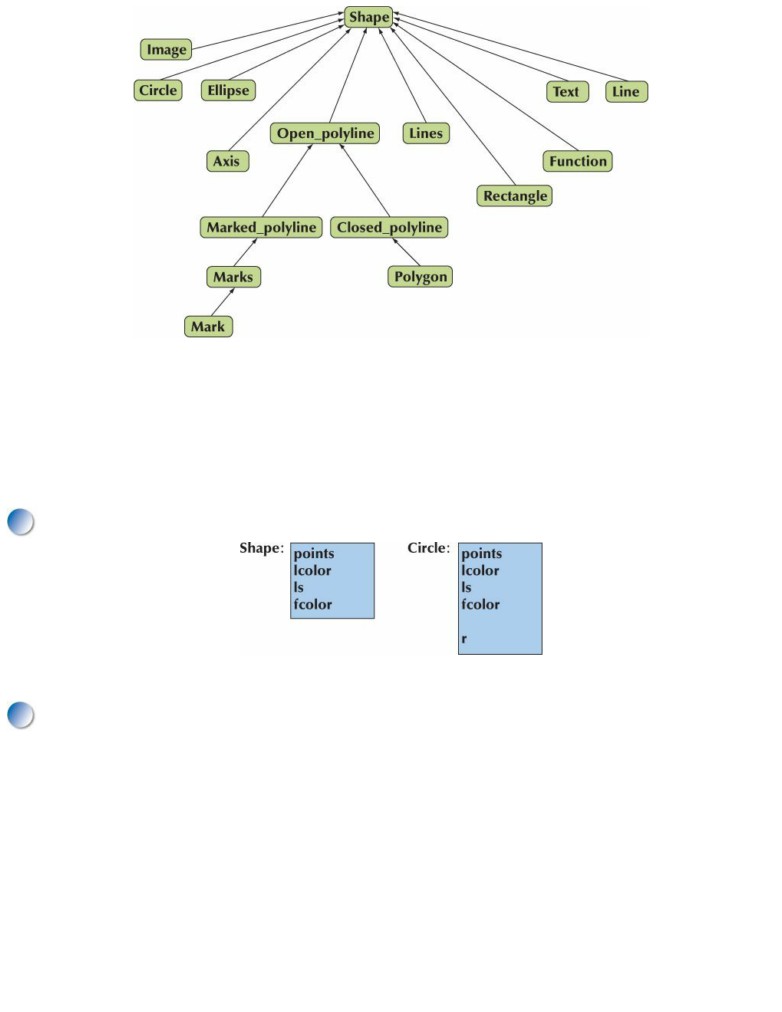 Shape
Image
Circle
Ellipse
Text
Line
Open_polyline
Lines
Axis
Function
Rectangle
Marked_polyline
Closed_polyline
Marks
Polygon
Mark
Shape:
points
lcolor
ls
fcolor
Circle:
points
lcolor
ls
fcolor
r